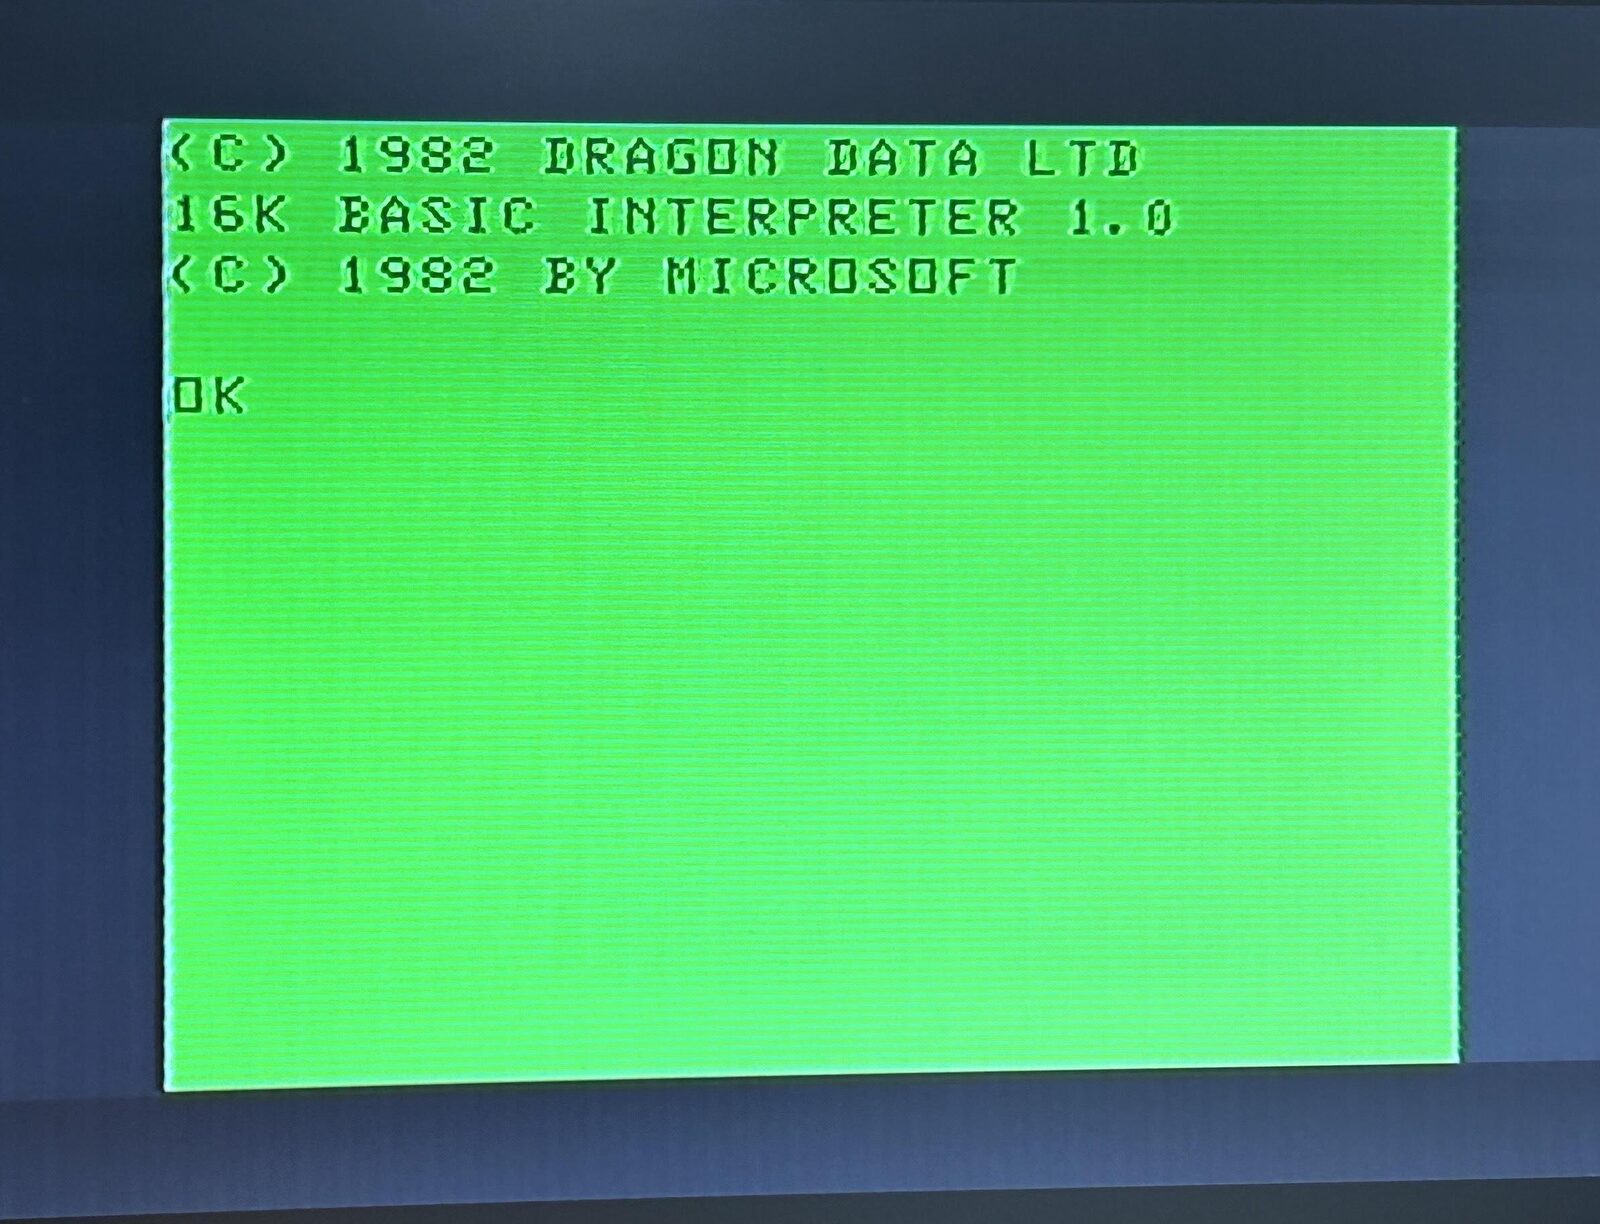 (C) 1982 DRAGON DATA LTD
16K BASIC INTERPRETER 1.0
(C) 1982 BY MICROSOFT
OK